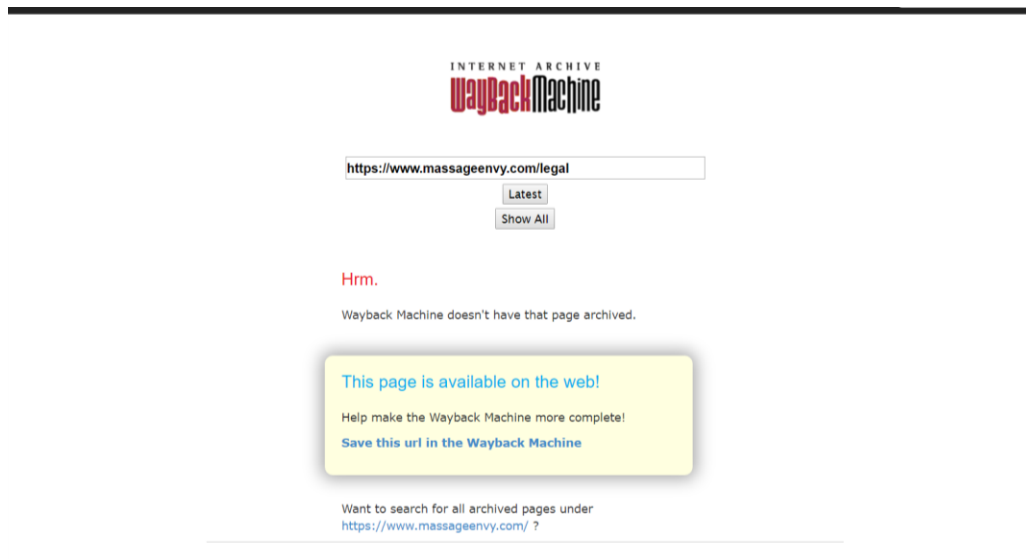 INTERNET ARCHIVE
WayBackMachine
https://www.massageenvy.com/legal
Latest
Show All
Hrm.
Wayback Machine doesn't have that page archived.
This page is available on the web!
Help make the Wayback Machine more complete!
Save this url in the Wayback Machine
Want to search for all archived pages under
https://www.massageenvy.com/ ?